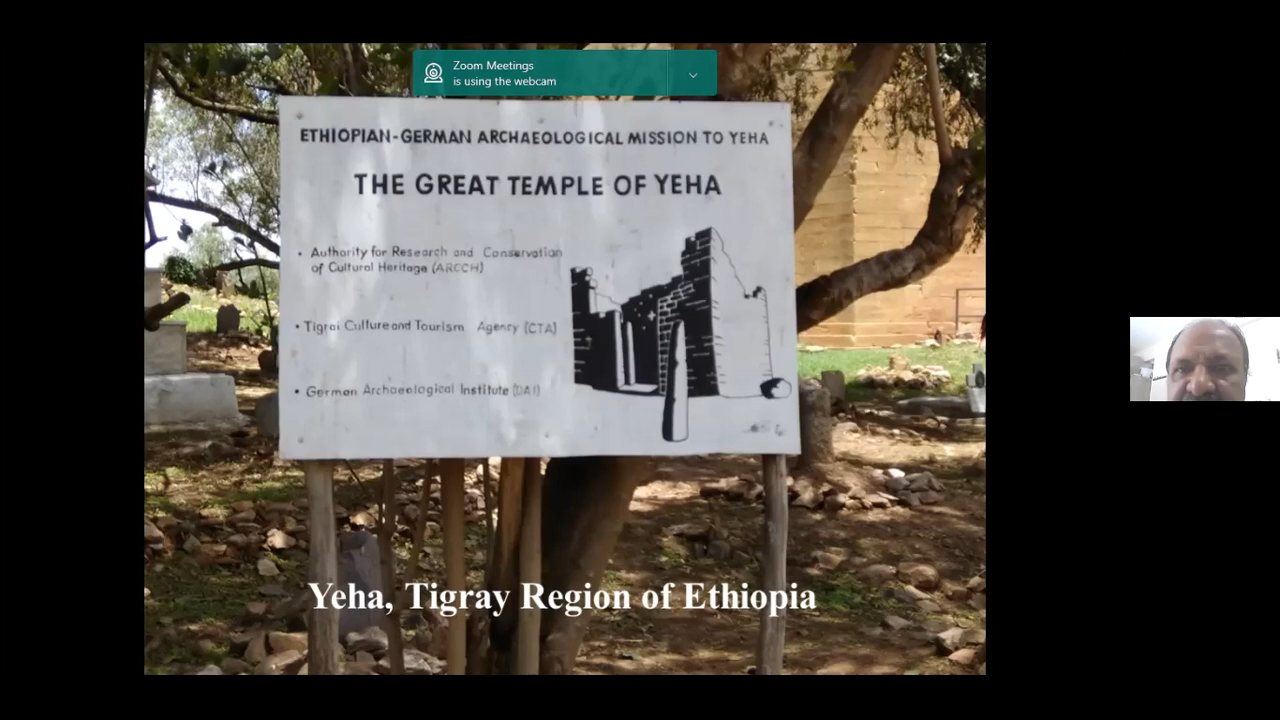 Zoom Meetings
is using the webcam
ETHIOPIAN-GERMAN ARCHAEOLOGICAL MISSION TO YEHA
THE GREAT TEMPLE OF YEHA
• Authority for Research and Conservation
of Cultural Heritage (ARCCH)
• Tigrai Culture and Tourism Agency (CTA)
• German Archaeological Institute (DAI)
Yeha, Tigray Region of Ethiopia